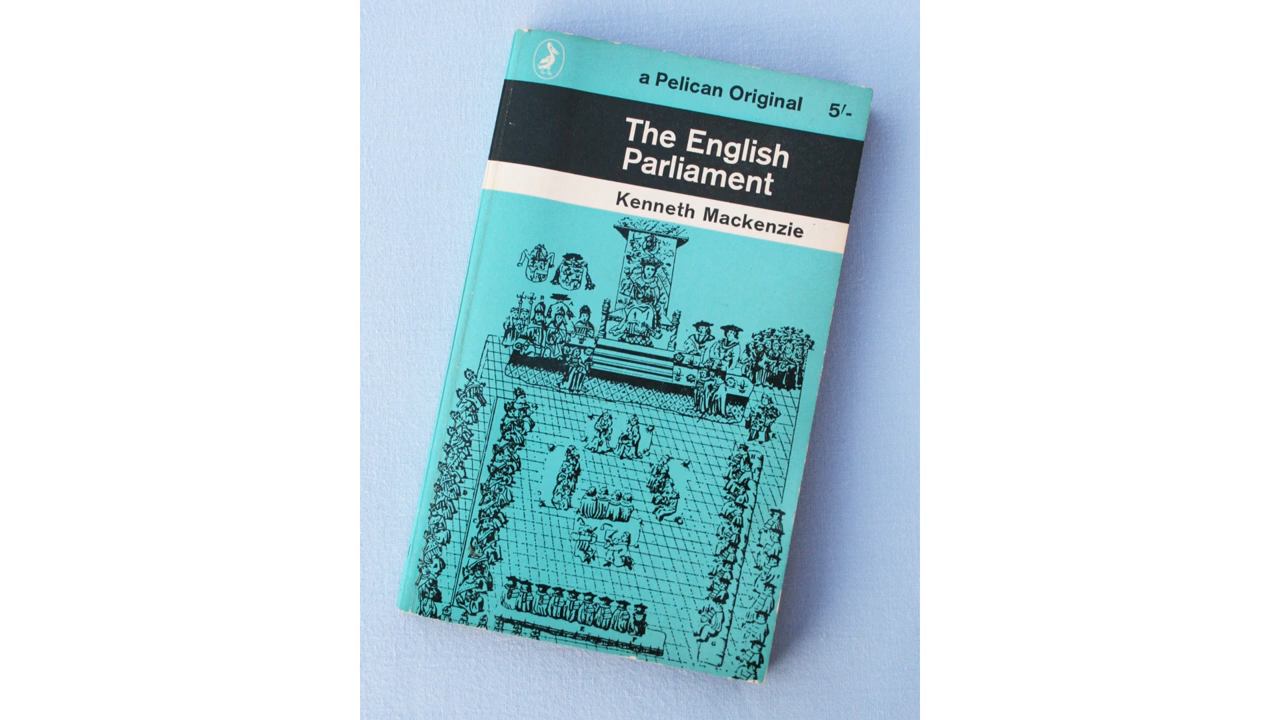 a Pelican Original 5/-
The English
Parliament
Kenneth Mackenzie